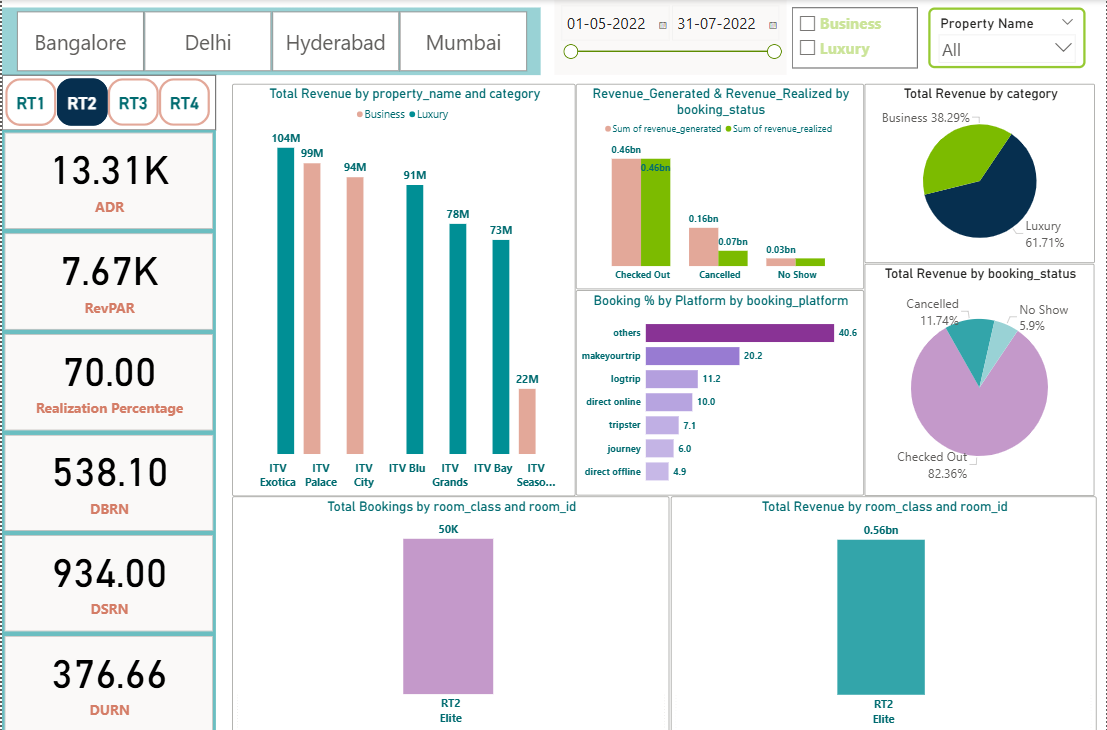 Bangalore
Delhi
Hyderabad
Mumbai
01-05-2022
31-07-2022
Business
Luxury
Property Name
All
RT1
RT2
RT3
RT4
13.31K
ADR
7.67K
RevPAR
70.00
Realization Percentage
538.10
DBRN
934.00
DSRN
376.66
DURN
Total Revenue by property_name and category
Business
Luxury
104M
99M
94M
91M
78M
73M
22M
ITV
Exotica
ITV
Palace
ITV
City
ITV Blu
ITV
Grands
ITV Bay
ITV
Seaso...
Revenue_Generated & Revenue_Realized by
booking_status
Sum of revenue_generated
Sum of revenue_realized
0.46bn
0.46bn
0.16bn
0.07bn
0.03bn
Checked Out
Cancelled
No Show
Booking % by Platform by booking_platform
others
40.6
makeyourtrip
20.2
logtrip
11.2
direct online
10.0
tripster
7.1
journey
6.0
direct offline
4.9
Total Revenue by category
Business 38.29%
Luxury
61.71%
Total Revenue by booking_status
Cancelled
11.74%
No Show
5.9%
Checked Out
82.36%
Total Bookings by room_class and room_id
50K
RT2
Elite
Total Revenue by room_class and room_id
0.56bn
RT2
Elite